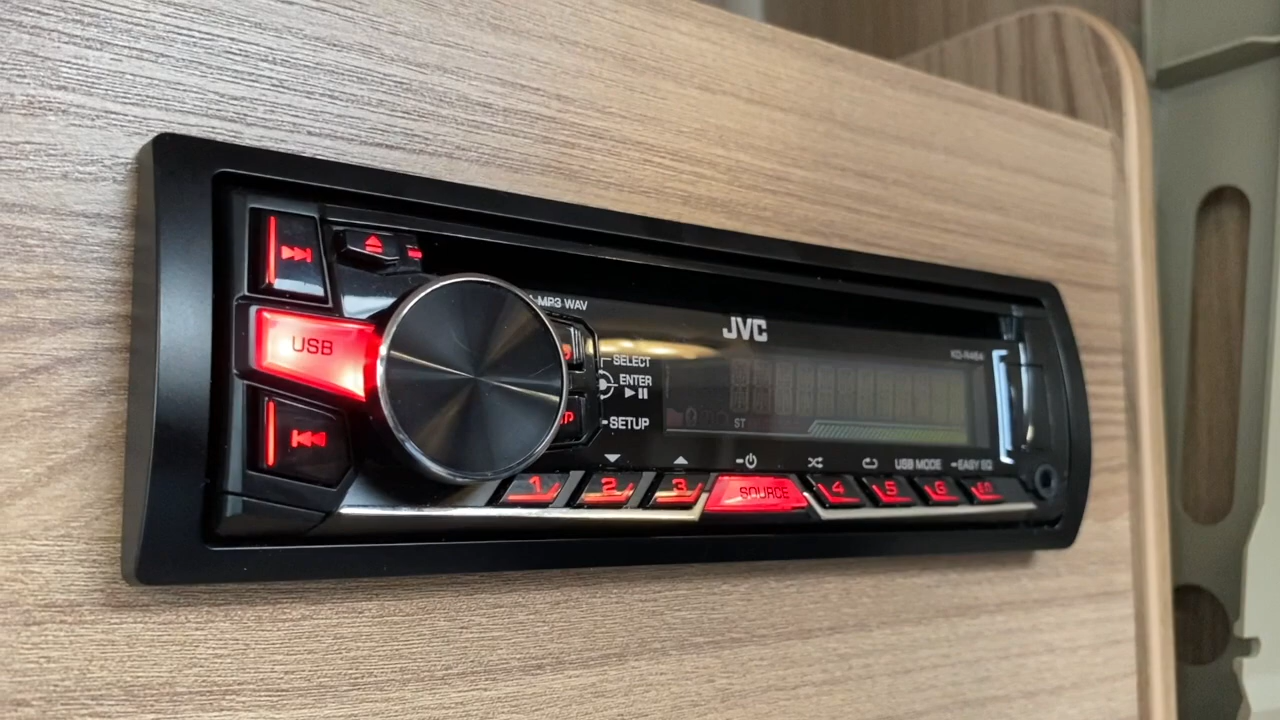 MP3 WAV
JVC
KD-R464
SELECT
ENTER
SETUP
USB
ST
USB MODE
EASY EQ
1
2
3
SOURCE
4
5
6